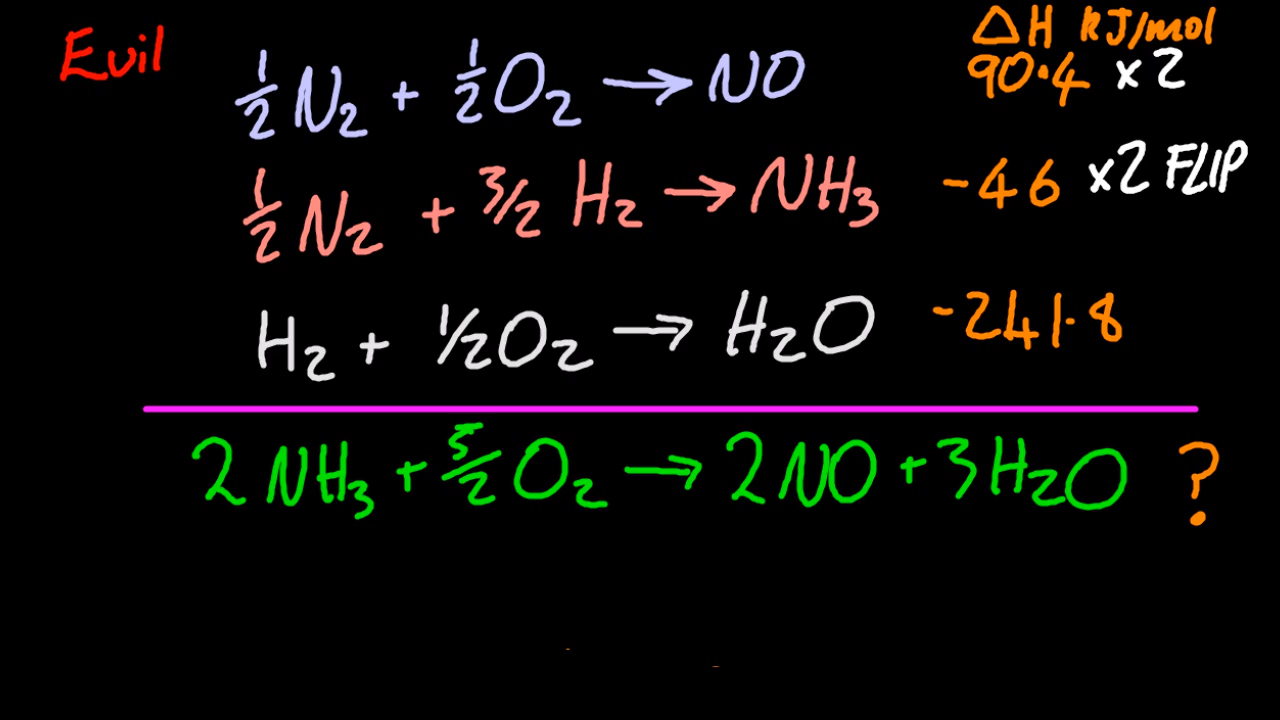 Evil
ΔH kJ/mol
½N₂ + ½O₂ → NO 90.4 x2
½N₂ + 3/2 H₂ → NH₃ -46 x2 FLIP
H₂ + ½O₂ → H₂O -241.8
2NH₃ + 5/2 O₂ → 2NO + 3H₂O ?